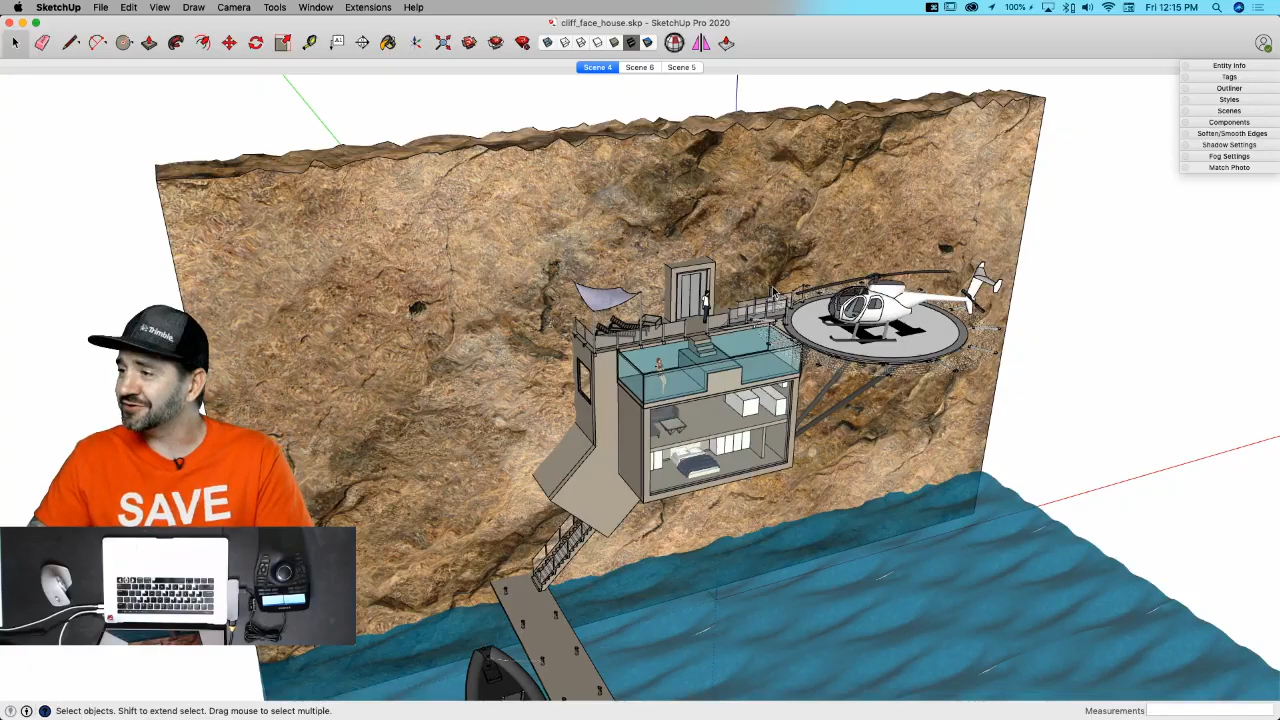 SketchUp File Edit View Draw Camera Tools Window Extensions Help
100% Fri 12:15 PM
cliff_face_house.skp - SketchUp Pro 2020
Scene 4 Scene 6 Scene 5
Entity Info
Tags
Outliner
Styles
Scenes
Components
Soften/Smooth Edges
Shadow Settings
Fog Settings
Match Photo
Trimble.
SAVE
Select objects. Shift to extend select. Drag mouse to select multiple.
Measurements